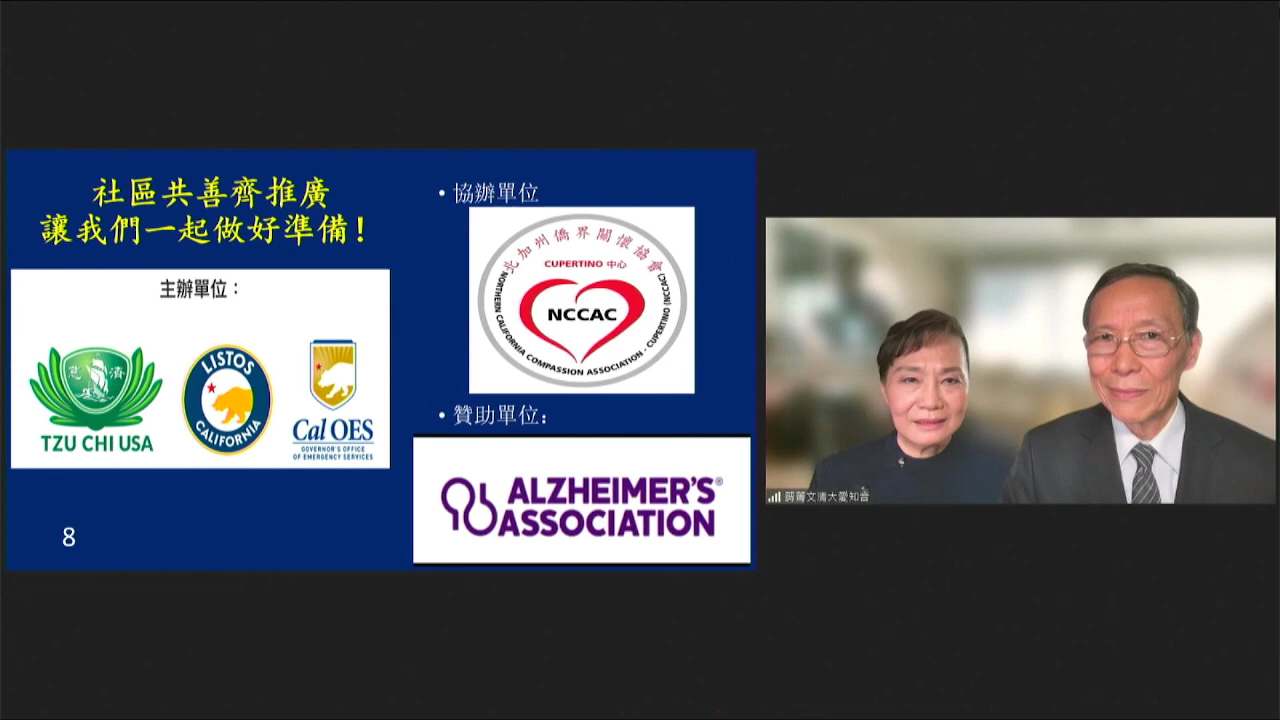 社區共善齊推廣
讓我們一起做好準備!
主辦單位：
慈濟
TZU CHI USA
LISTOS
CALIFORNIA
Cal OES
GOVERNOR'S OFFICE
OF EMERGENCY SERVICES
8
• 協辦單位
北加州僑界關懷協會
CUPERTINO 中心
NCCAC
NORTHERN CALIFORNIA COMPASSION ASSOCIATION · CUPERTINO (NCCAC)
• 贊助單位:
ALZHEIMER'S®
ASSOCIATION
蔣菁文清大愛知音